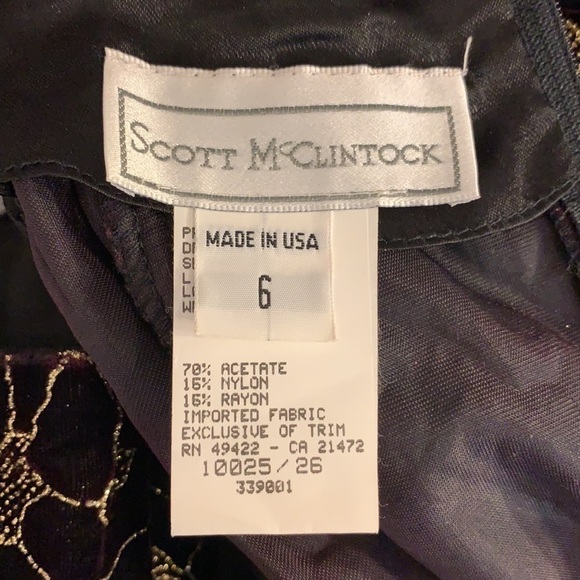 SCOTT MCCLINTOCK
MADE IN USA
6
70% ACETATE
15% NYLON
15% RAYON
IMPORTED FABRIC
EXCLUSIVE OF TRIM
RN 49422 - CA 21472
10025/26
339001